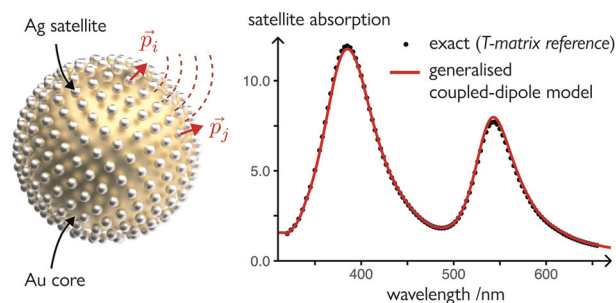 Ag satellite
p⃗i
p⃗j
Au core
satellite absorption
exact (T-matrix reference)
generalised
coupled-dipole model
10.0
5.0
0.0
400
500
600
wavelength /nm